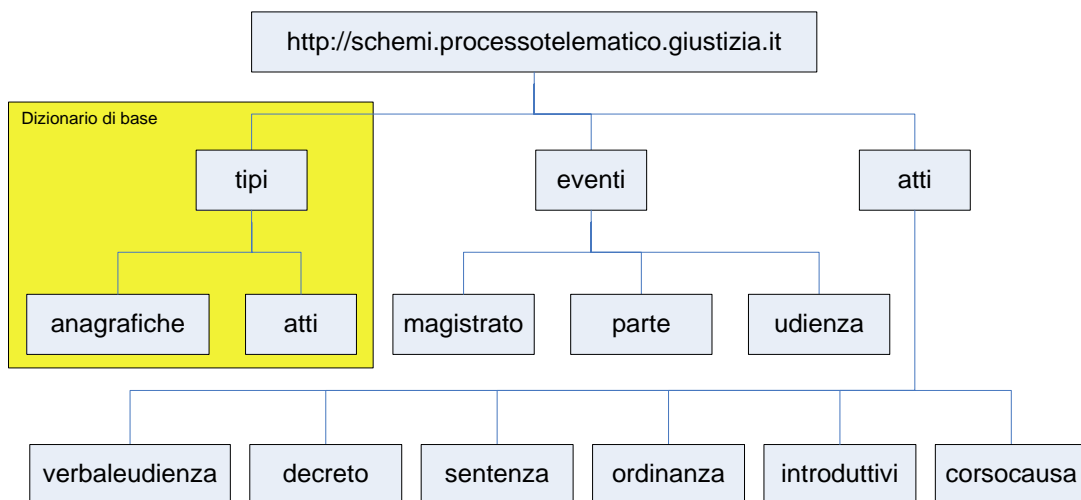 http://schemi.processotelematico.giustizia.it
Dizionario di base
tipi
eventi
atti
anagrafiche
atti
magistrato
parte
udienza
verbaleudienza
decreto
sentenza
ordinanza
introduttivi
corsocausa